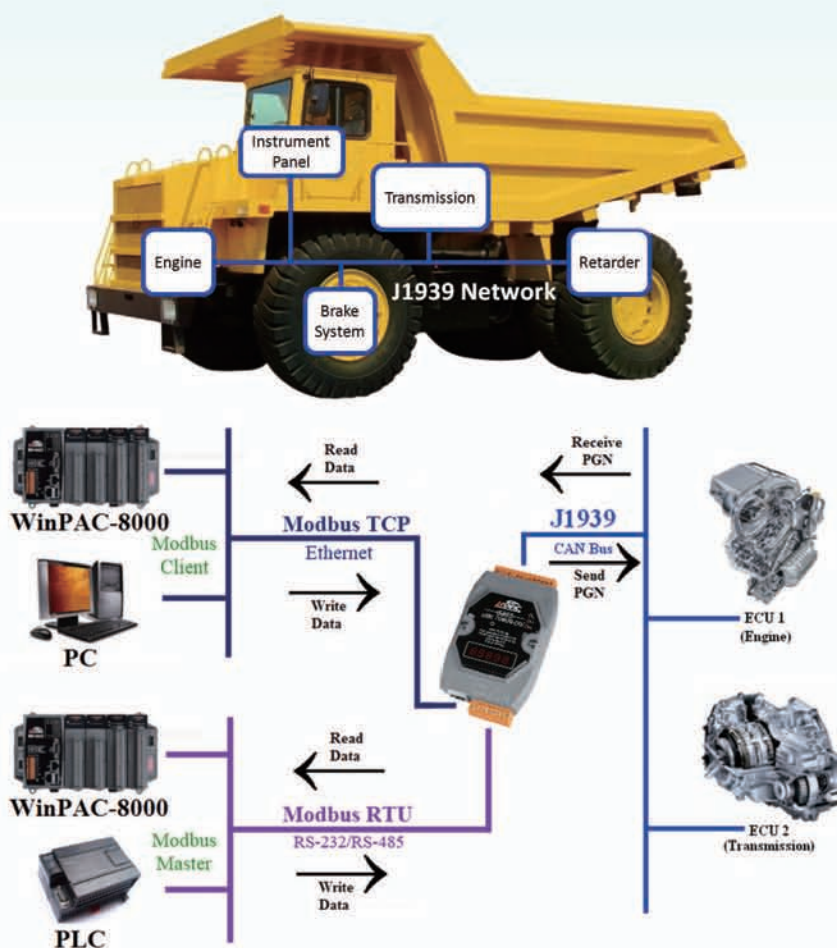 Instrument
Panel
Transmission
Engine
Retarder
J1939 Network
Brake
System
Read
Data
Receive
PGN
WinPAC-8000
Modbus TCP
J1939
Modbus
Client
Ethernet
CAN Bus
Write
Data
Send
PGN
PC
ECU 1
(Engine)
Read
Data
WinPAC-8000
Modbus RTU
Modbus
Master
RS-232/RS-485
Write
Data
PLC
ECU 2
(Transmission)